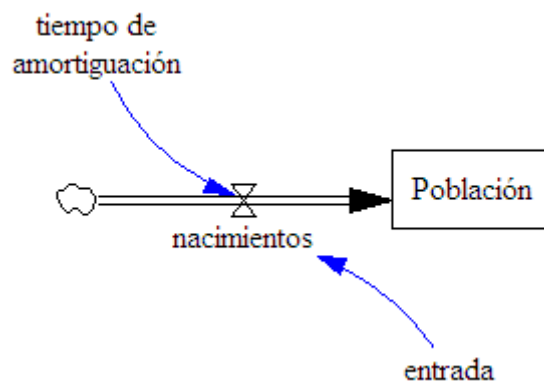 tiempo de
amortiguación
Población
nacimientos
entrada